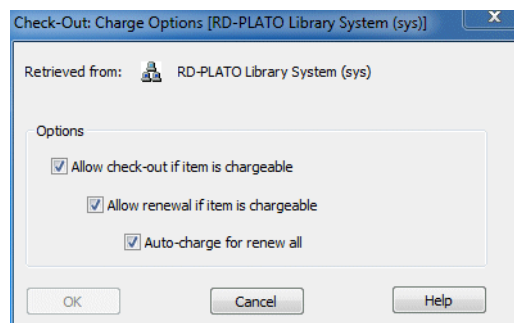 Check-Out: Charge Options [RD-PLATO Library System (sys)]
Retrieved from: RD-PLATO Library System (sys)
Options
Allow check-out if item is chargeable
Allow renewal if item is chargeable
Auto-charge for renew all
OK Cancel Help